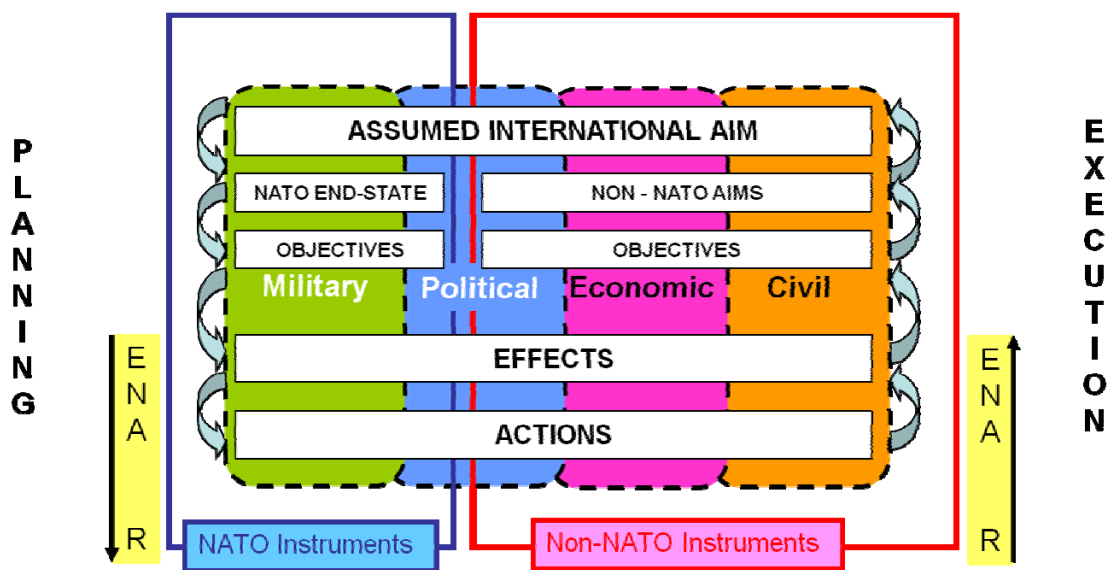 PLANNING
ASSUMED INTERNATIONAL AIM
NATO END-STATE
NON - NATO AIMS
OBJECTIVES
OBJECTIVES
Military
Political
Economic
Civil
EFFECTS
ACTIONS
ENA R
NATO Instruments
Non-NATO Instruments
ENA R
EXECUTION